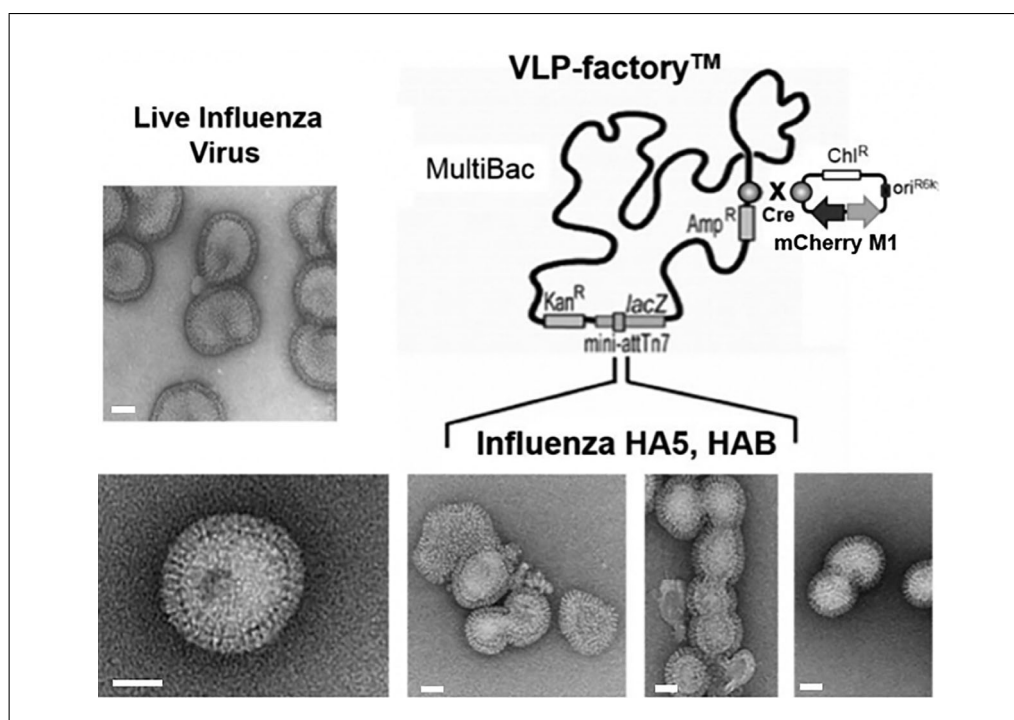 VLP-factory™
Live Influenza
Virus
MultiBac
Chl^R
ori^R6k
X
Cre
Amp^R
mCherry M1
Kan^R
lacZ
mini-attTn7
Influenza HA5, HAB